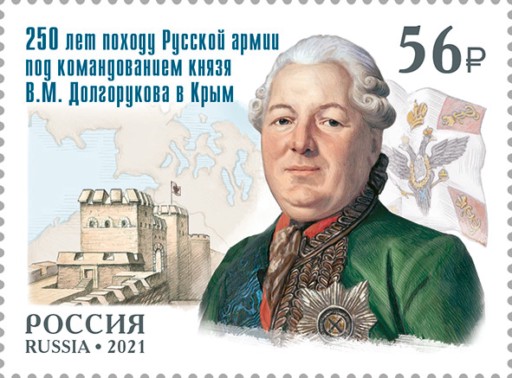 250 лет походу Русской армии
под командованием князя
В.М. Долгорукова в Крым
56₽
РОССИЯ
RUSSIA • 2021